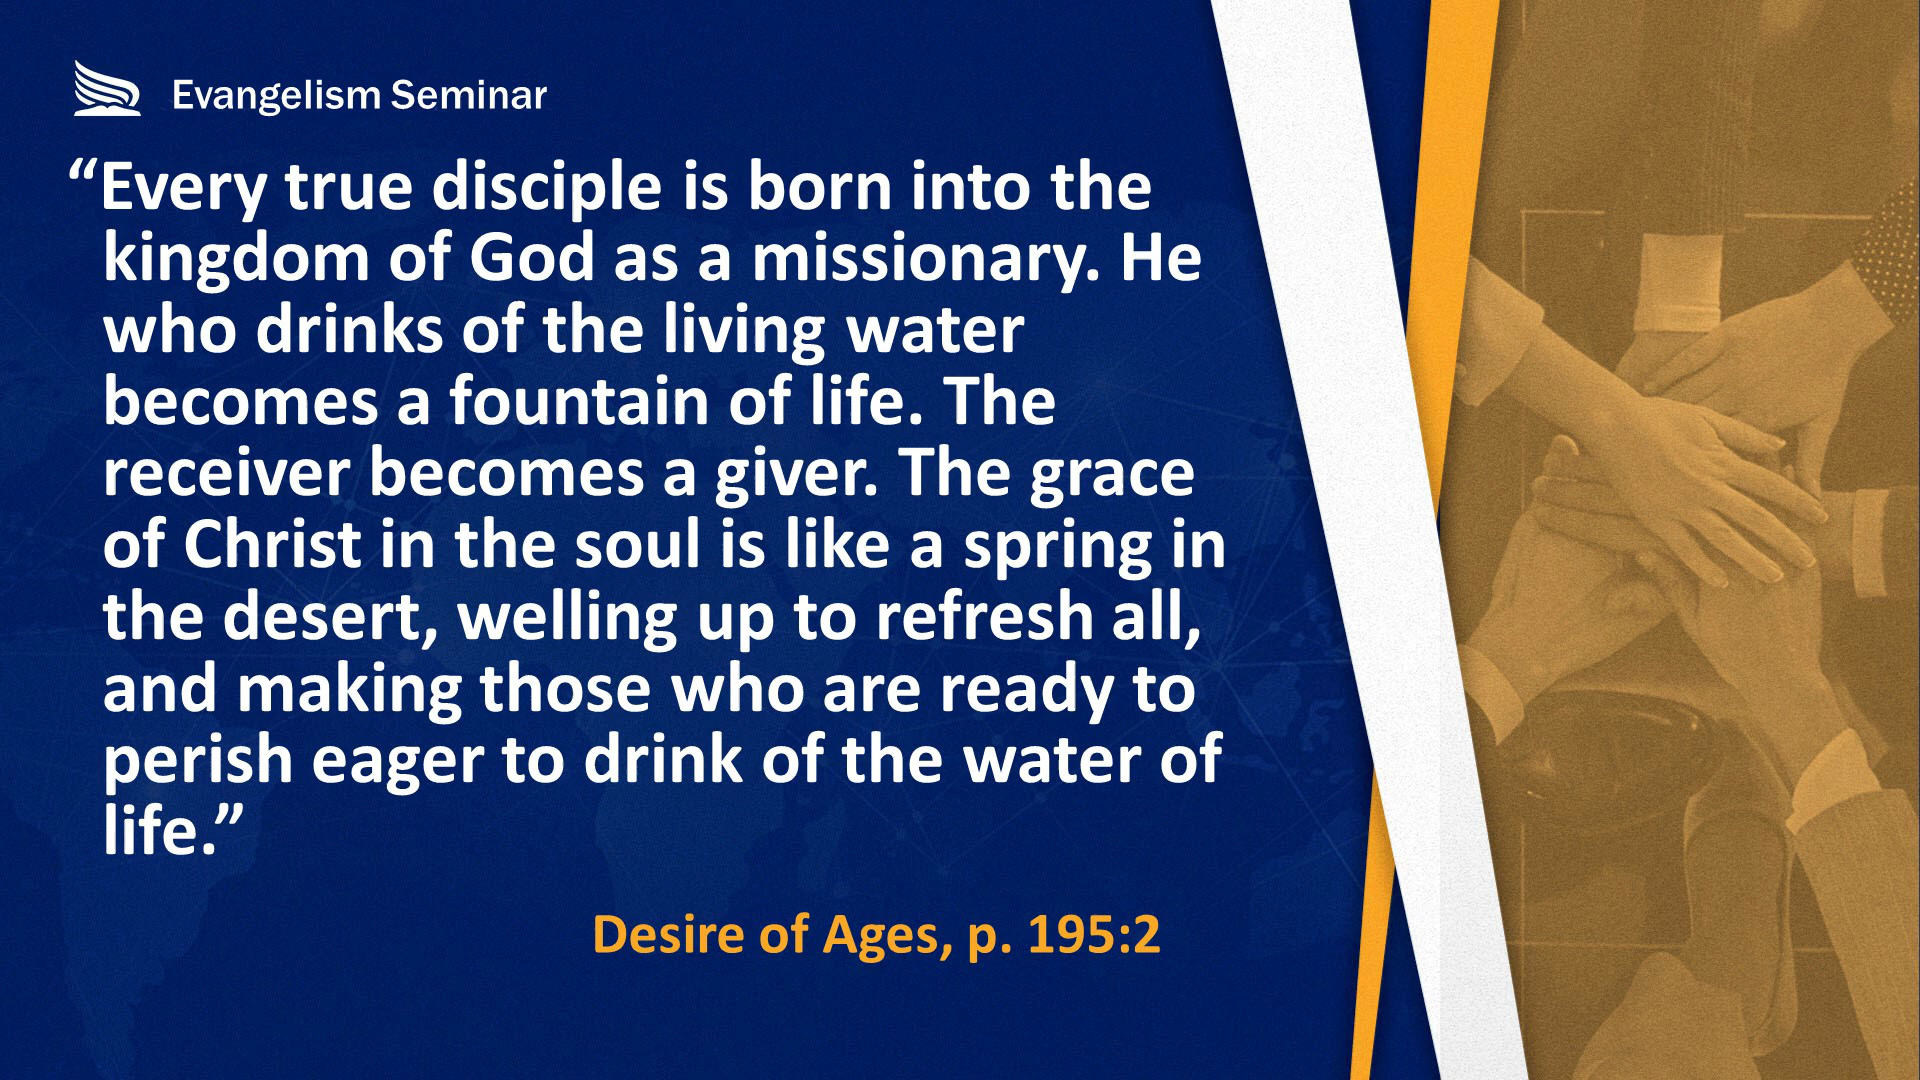 Evangelism Seminar
“Every true disciple is born into the
kingdom of God as a missionary. He
who drinks of the living water
becomes a fountain of life. The
receiver becomes a giver. The grace
of Christ in the soul is like a spring in
the desert, welling up to refresh all,
and making those who are ready to
perish eager to drink of the water of
life.”
Desire of Ages, p. 195:2